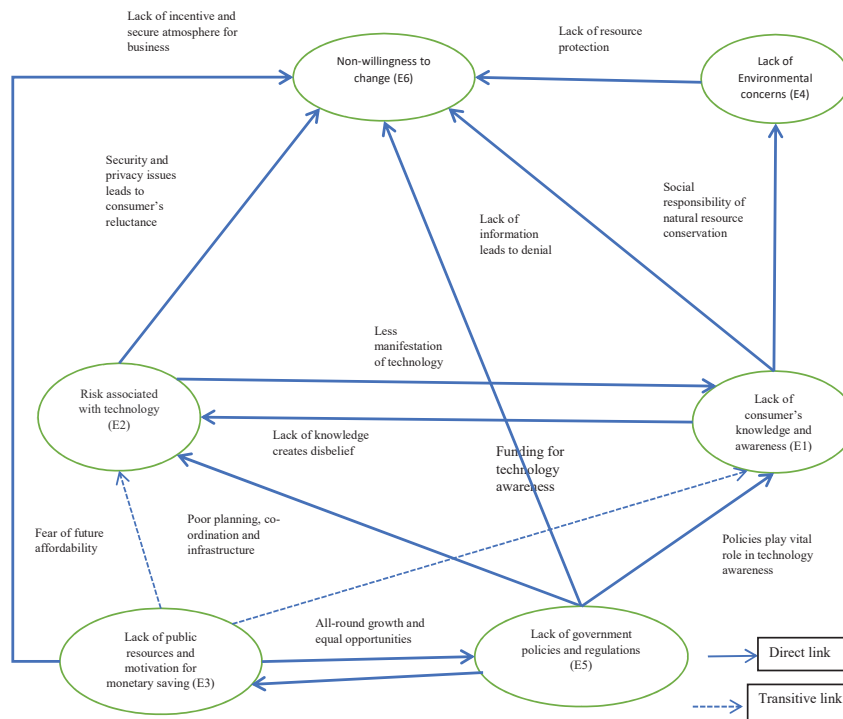 Lack of incentive and
secure atmosphere for
business
Non-willingness to
change (E6)
Lack of resource
protection
Lack of
Environmental
concerns (E4)
Security and
privacy issues
leads to
consumer’s
reluctance
Lack of
information
leads to denial
Social
responsibility of
natural resource
conservation
Less
manifestation
of technology
Risk associated
with technology
(E2)
Lack of
consumer’s
knowledge and
awareness (E1)
Lack of knowledge
creates disbelief
Funding for
technology
awareness
Fear of future
affordability
Poor planning, co-
ordination and
infrastructure
Policies play vital
role in technology
awareness
Lack of public
resources and
motivation for
monetary saving (E3)
All-round growth and
equal opportunities
Lack of government
policies and regulations
(E5)
Direct link
Transitive link